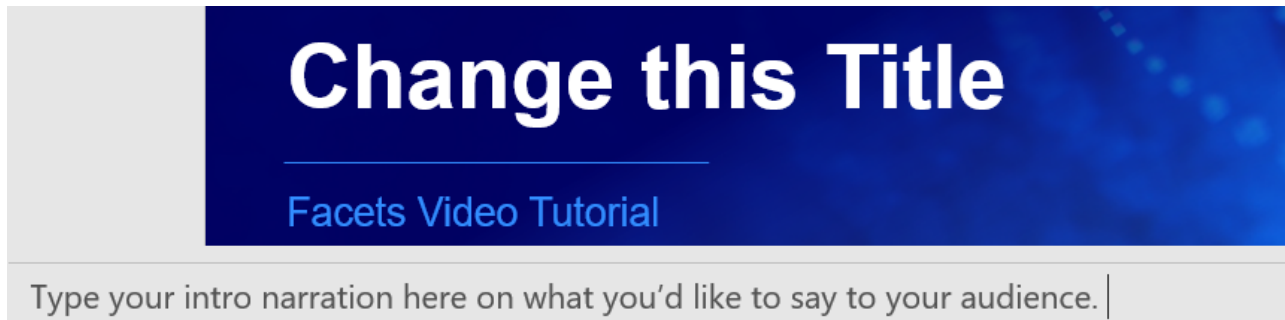 Change this Title
Facets Video Tutorial
Type your intro narration here on what you’d like to say to your audience.